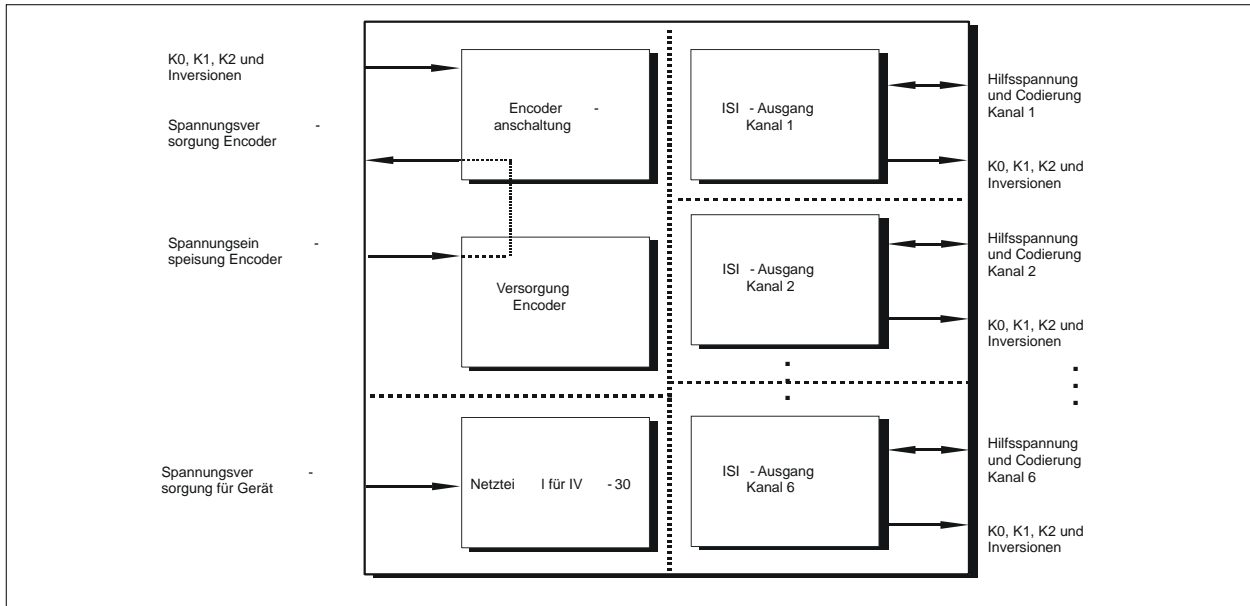 K0, K1, K2 und
Inversionen
Spannungsver -
sorgung Encoder
Spannungsein -
speisung Encoder
Spannungsver -
sorgung für Gerät
Encoder -
anschaltung
Versorgung
Encoder
Netztei l für IV - 30
ISI - Ausgang
Kanal 1
ISI - Ausgang
Kanal 2
ISI - Ausgang
Kanal 6
Hilfsspannung
und Codierung
Kanal 1
K0, K1, K2 und
Inversionen
Hilfsspannung
und Codierung
Kanal 2
K0, K1, K2 und
Inversionen
Hilfsspannung
und Codierung
Kanal 6
K0, K1, K2 und
Inversionen